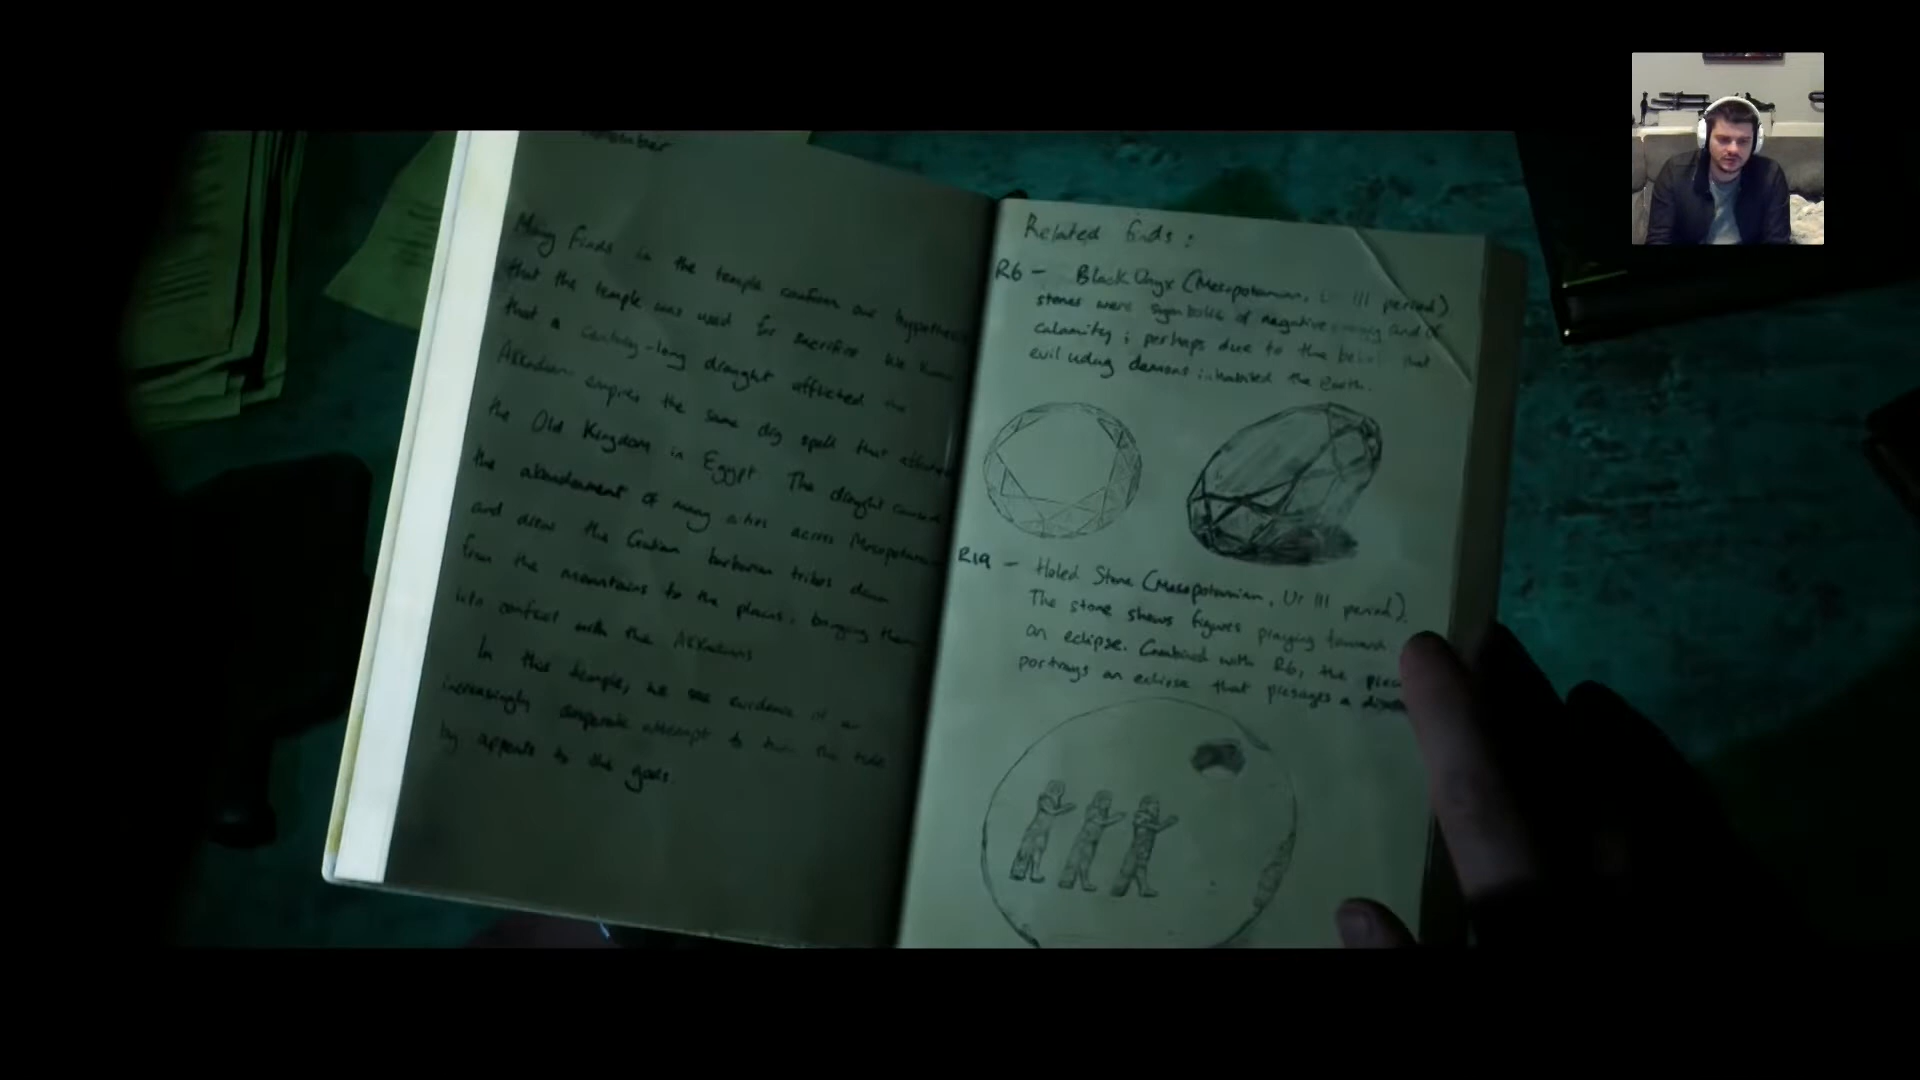 Many finds in the temple confirm our hypothesis
that the temple was used for sacrifice. We know
that a century-long draught afflicted the
Akkadian empire, the same dry spell that
the Old Kingdom in Egypt. The draught caused
the abandonment of many cities across Mesopotamia
and drew the Gutian barbarian tribes down
from the mountains to the plains, bringing them
into conflict with the Akkadians
In this temple, we see evidence of an
increasingly desperate attempt to turn the tide
by appeals to the gods.
Related finds:
R6 - Black Onyx (Mesopotamian, III period)
stones were symbolic of negative energy and of
calamity; perhaps due to the belief that
evil udug demons inhabited the earth.
R19 - Holed Stone (Mesopotamian, Ur III period).
The stone shows figures praying towards
an eclipse. Combined with R6, the piece
portrays an eclipse that presages a